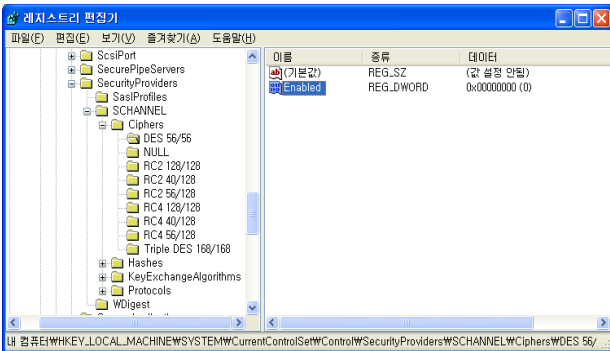 레지스트리 편집기
파일(F) 편집(E) 보기(V) 즐겨찾기(A) 도움말(H)
ScsiPort
SecurePipeServers
SecurityProviders
SaslProfiles
SCHANNEL
Ciphers
DES 56/56
NULL
RC2 128/128
RC2 40/128
RC2 56/128
RC4 128/128
RC4 40/128
RC4 56/128
Triple DES 168/168
Hashes
KeyExchangeAlgorithms
Protocols
WDigest
이름 종류 데이터
(기본값) REG_SZ (값 설정 안됨)
Enabled REG_DWORD 0x00000000 (0)
내 컴퓨터₩HKEY_LOCAL_MACHINE₩SYSTEM₩CurrentControlSet₩Control₩SecurityProviders₩SCHANNEL₩Ciphers₩DES 56/